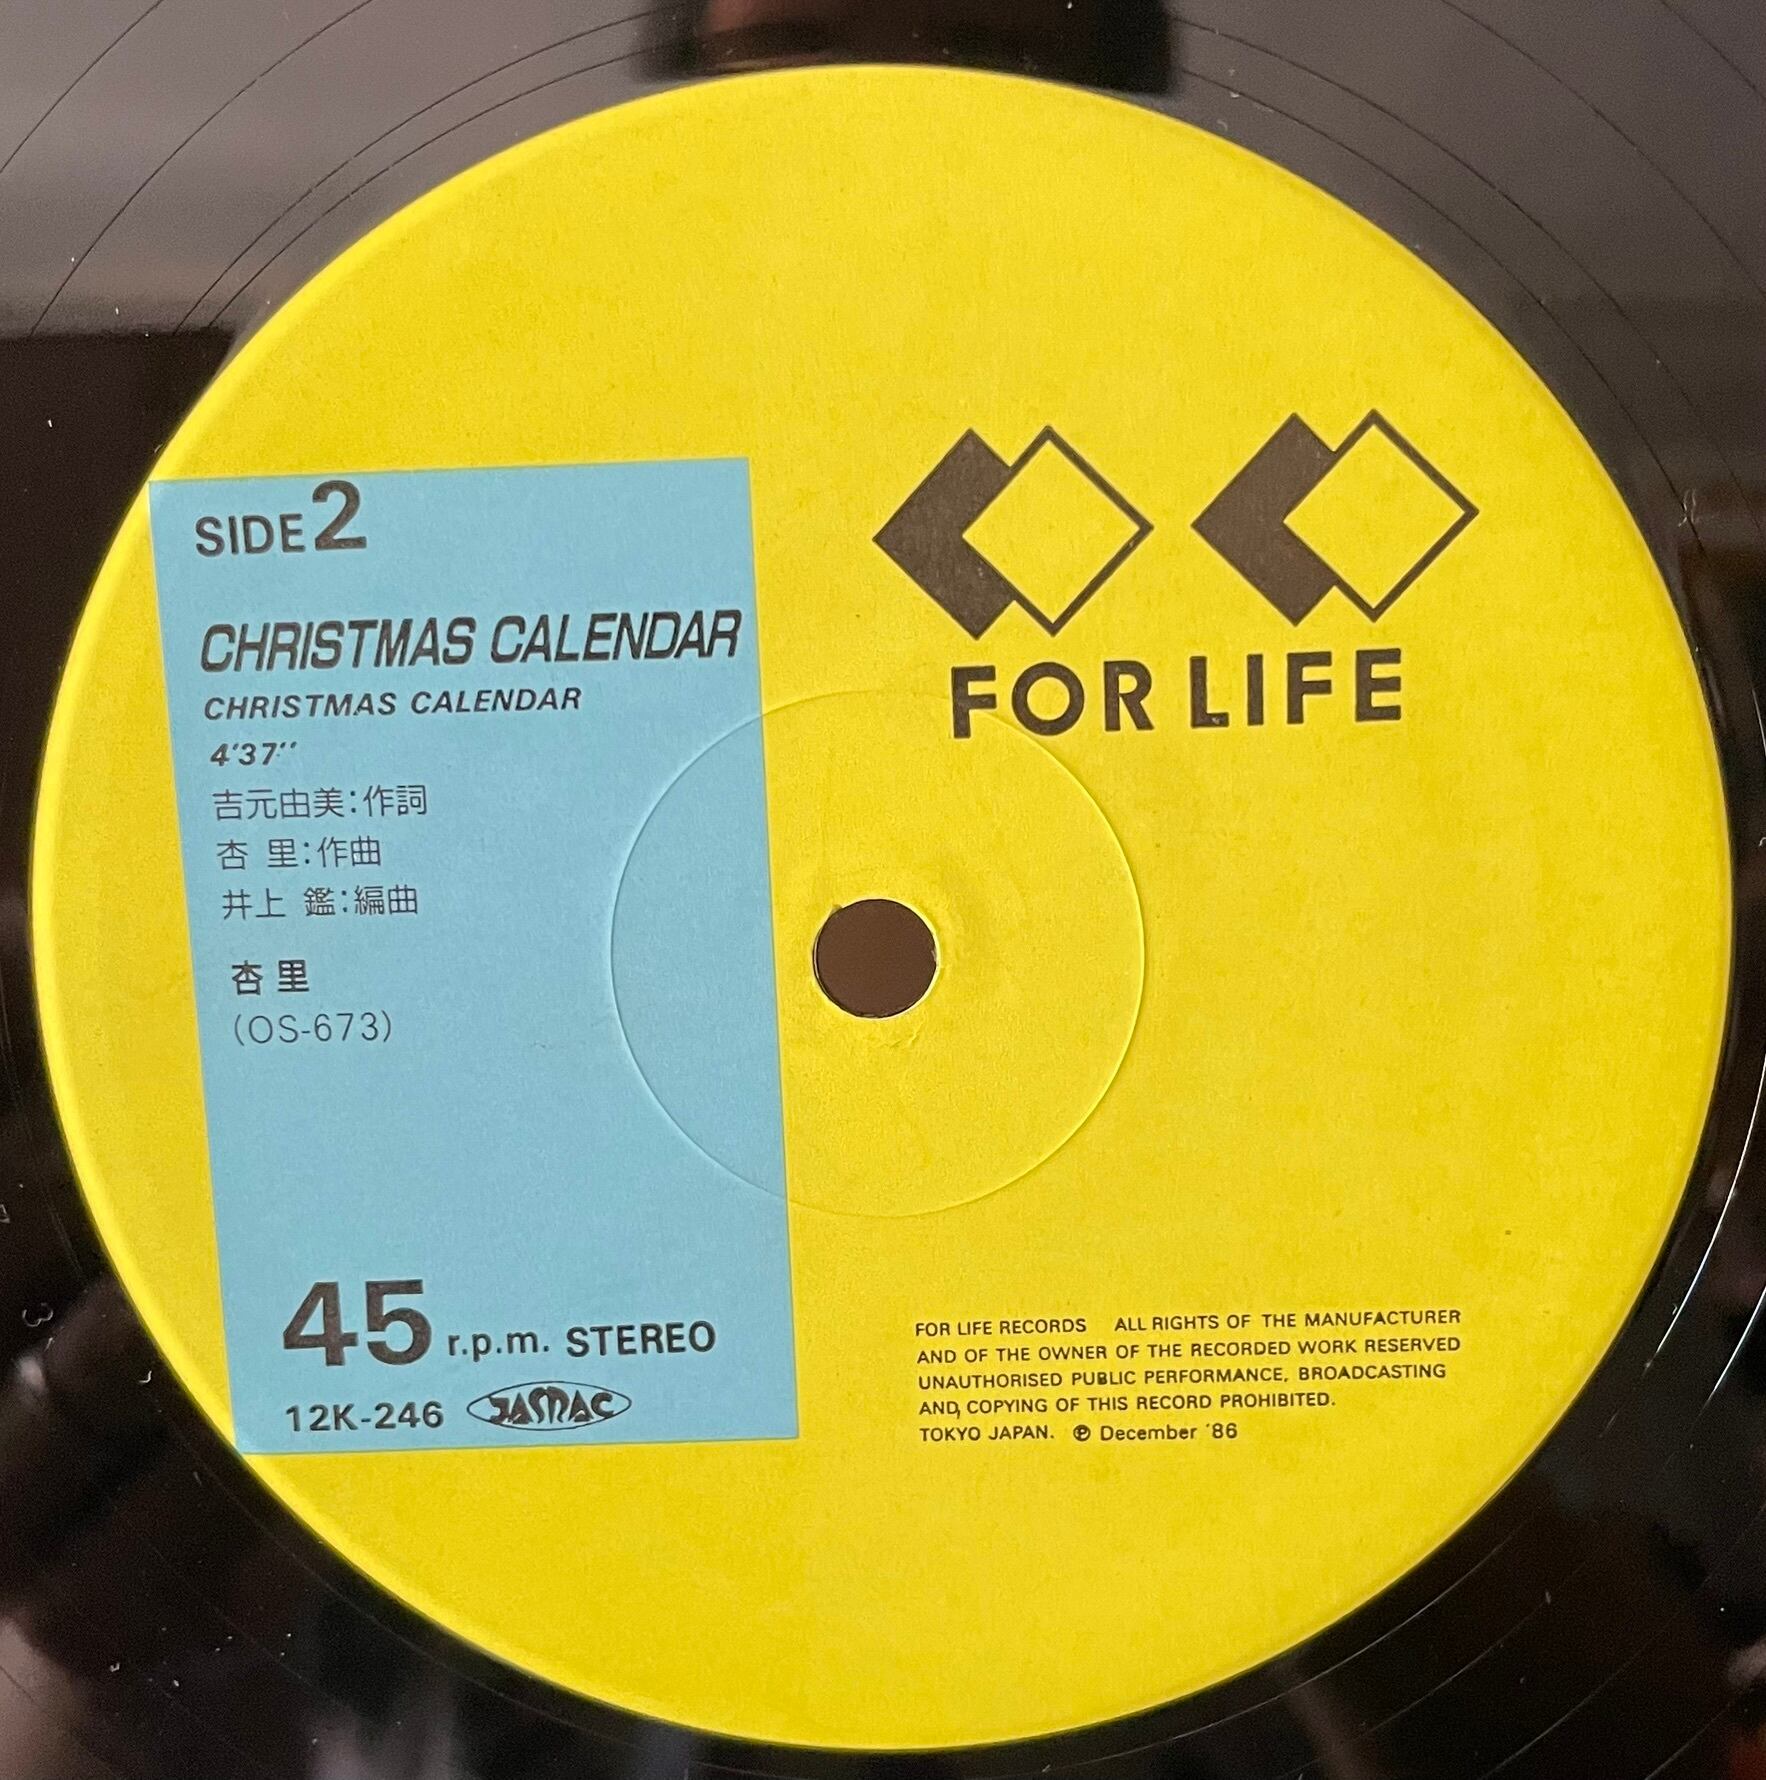 SIDE 2
CHRISTMAS CALENDAR
CHRISTMAS CALENDAR
4'37''
吉元由美:作詞
杏 里:作曲
井上 鑑:編曲
杏 里
(OS-673)
45 r.p.m. STEREO
12K-246 JASRAC
FOR LIFE
FOR LIFE RECORDS ALL RIGHTS OF THE MANUFACTURER
AND OF THE OWNER OF THE RECORDED WORK RESERVED
UNAUTHORISED PUBLIC PERFORMANCE, BROADCASTING
AND, COPYING OF THIS RECORD PROHIBITED.
TOKYO JAPAN. ℗ December '86